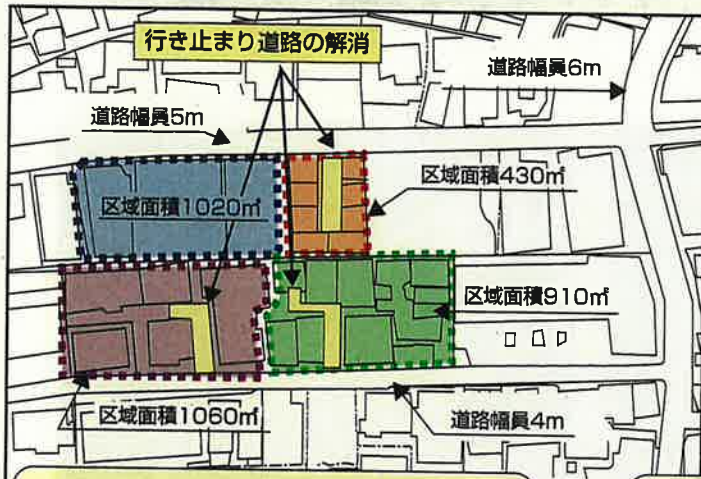 行き止まり道路の解消
道路幅員6m
道路幅員5m
区域面積430㎡
区域面積1020㎡
区域面積910㎡
区域面積1060㎡
道路幅員4m